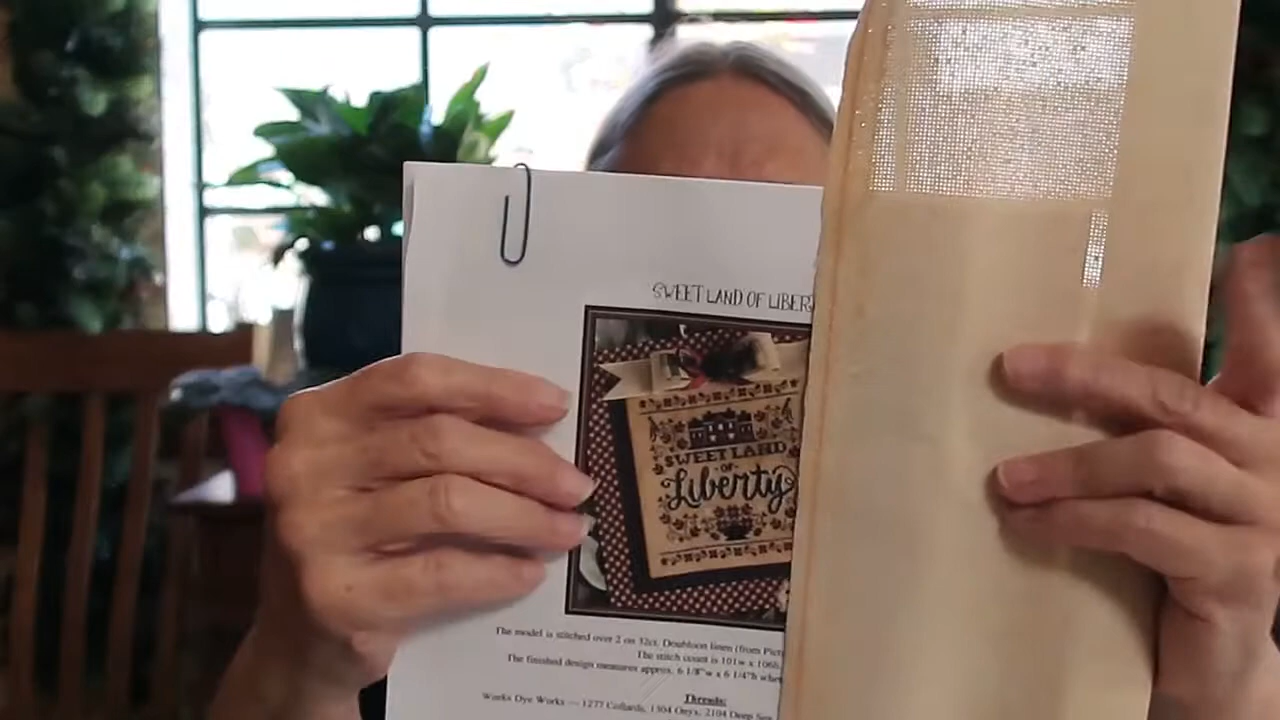 SWEET LAND OF LIBERT
SWEET LAND
OF
Liberty
The model is stitched over 2 on 32ct. Doubloon linen (from Pict
The stitch count is 101w x 106h.
The finished design measures approx. 6 1/8"w x 6 1/4"h when
Threads:
Weeks Dye Works — 1277 Collards, 1304 Onyx, 2104 Deep Sea